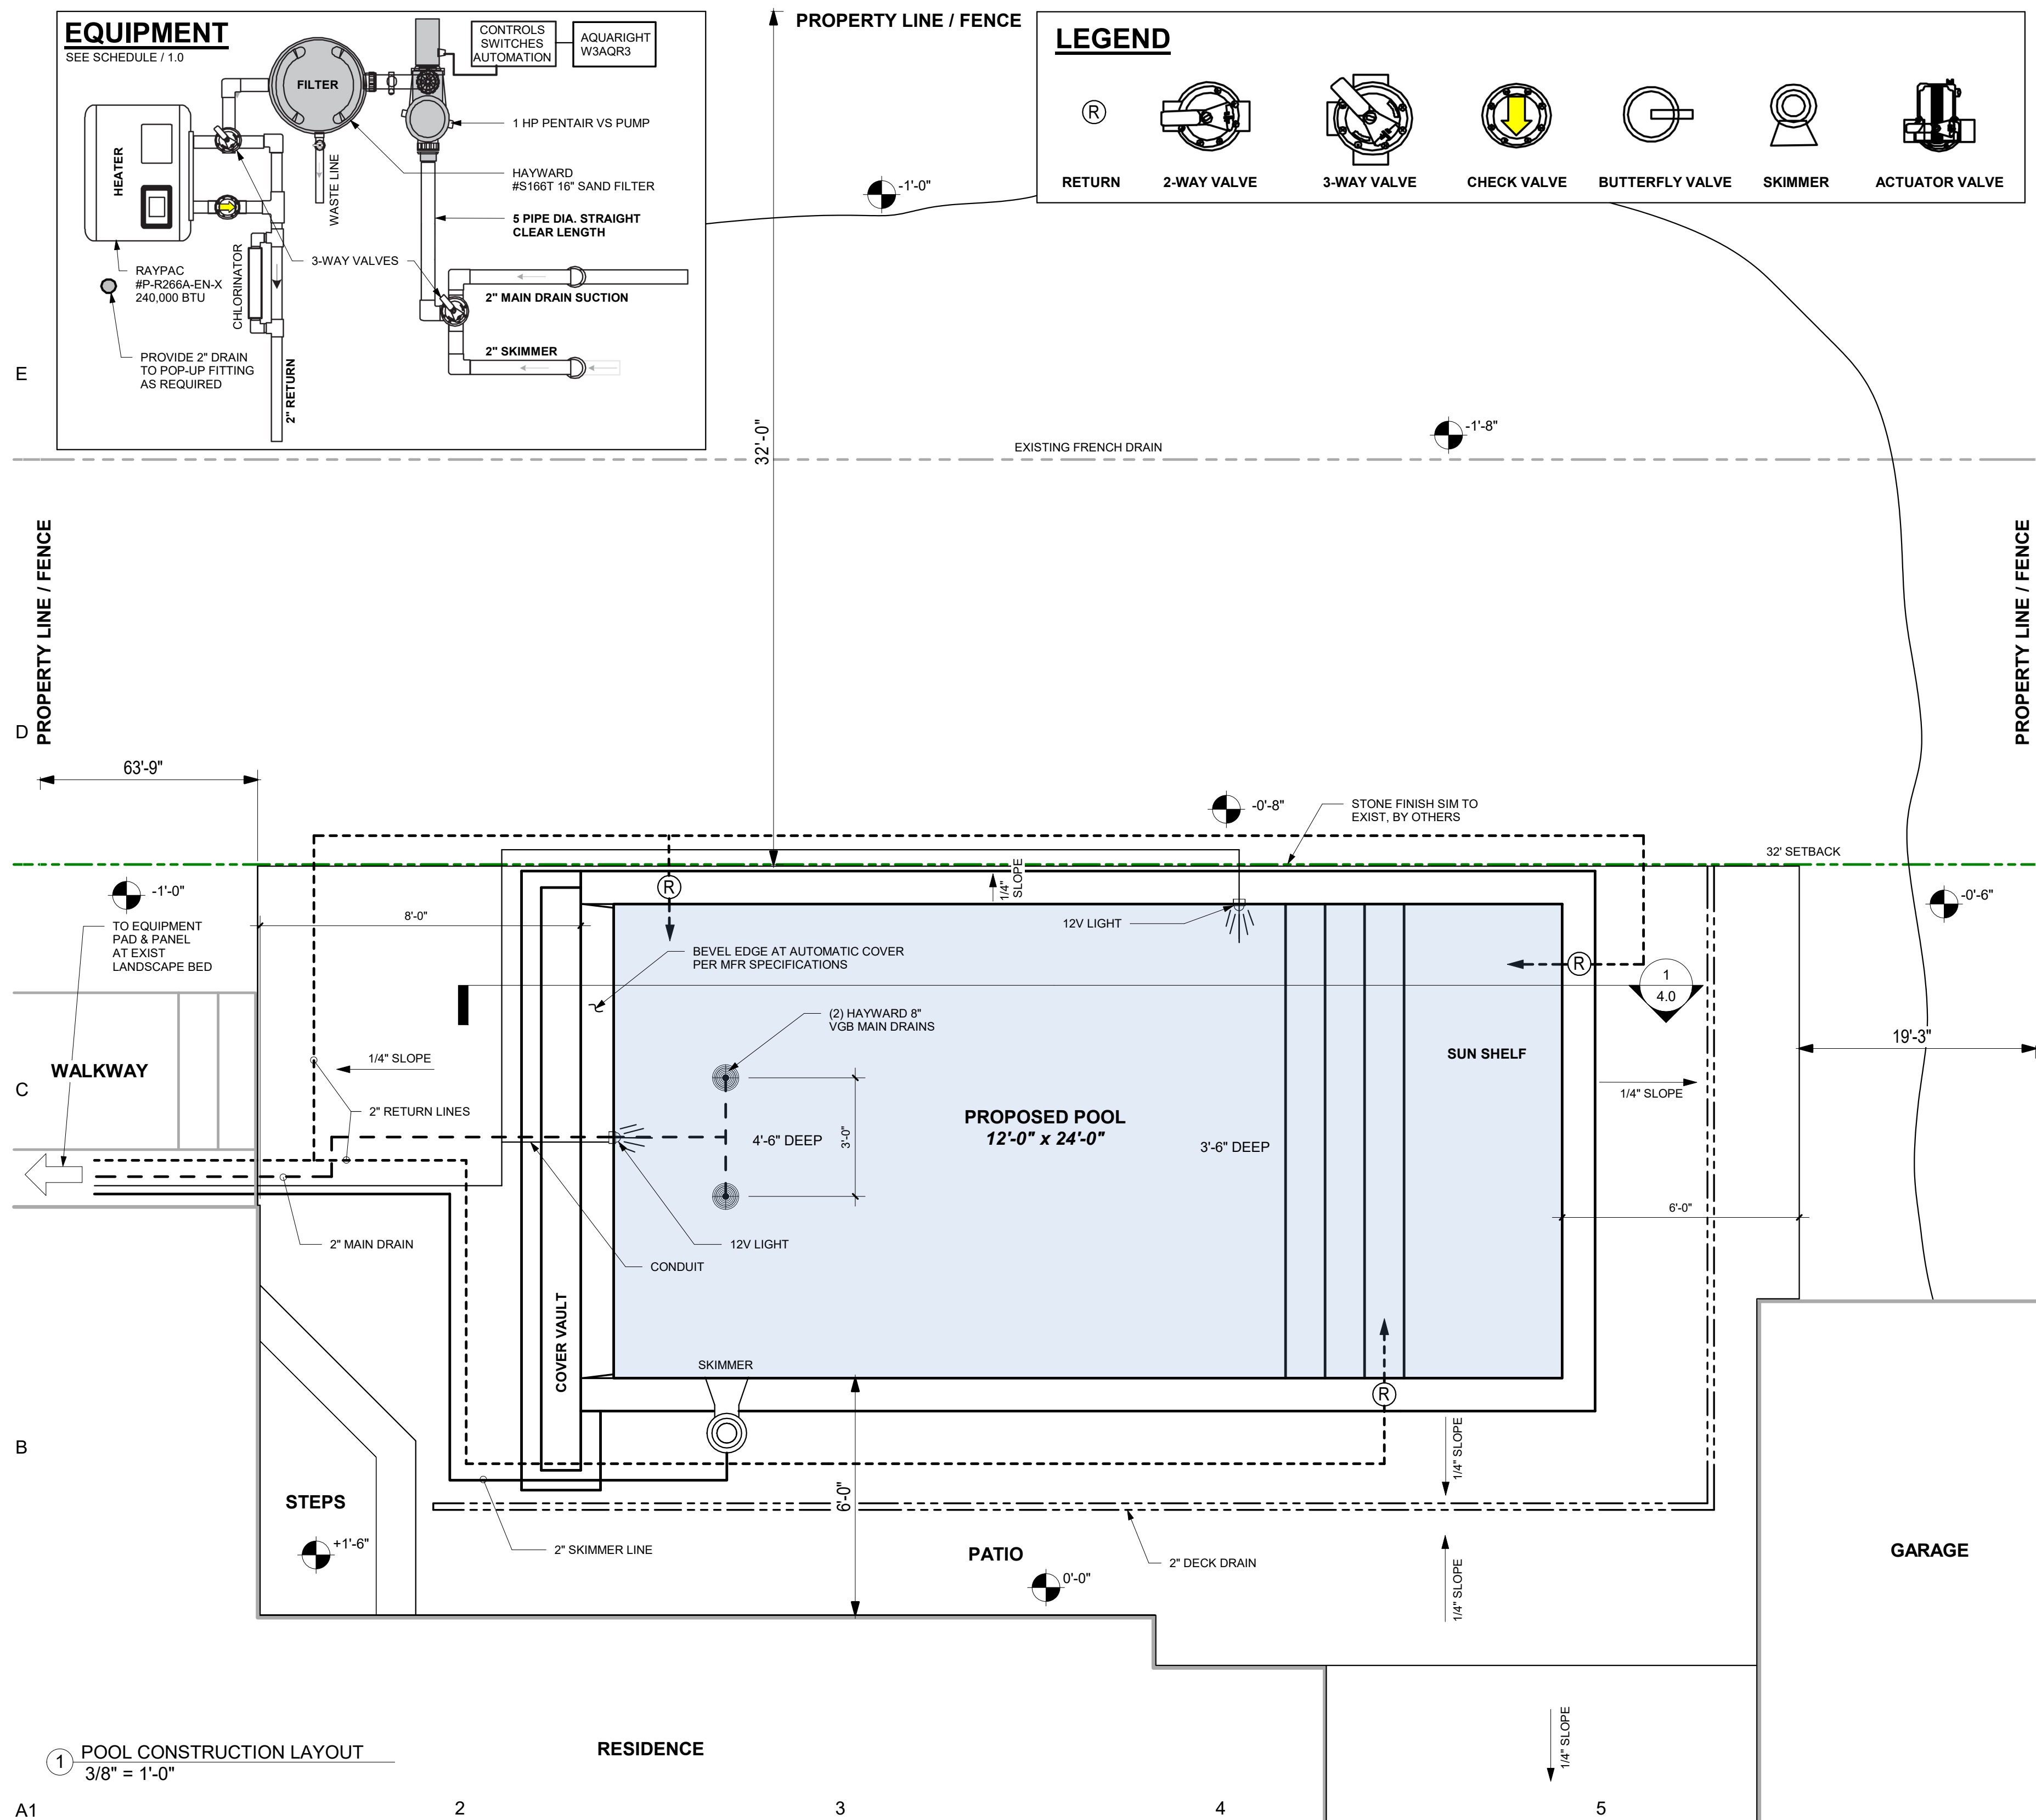 EQUIPMENT
SEE SCHEDULE / 1.0
FILTER
CONTROLS
SWITCHES
AUTOMATION
AQUARIGHT
W3AQR3
HEATER
WASTE LINE
1 HP PENTAIR VS PUMP
HAYWARD
#S166T 16" SAND FILTER
5 PIPE DIA. STRAIGHT
CLEAR LENGTH
3-WAY VALVES
RAYPAC
#P-R266A-EN-X
240,000 BTU
CHLORINATOR
2" MAIN DRAIN SUCTION
2" SKIMMER
PROVIDE 2" DRAIN
TO POP-UP FITTING
AS REQUIRED
2" RETURN
PROPERTY LINE / FENCE
LEGEND
R
RETURN
2-WAY VALVE
3-WAY VALVE
CHECK VALVE
BUTTERFLY VALVE
SKIMMER
ACTUATOR VALVE
-1'-0"
E
32'-0"
-1'-8"
EXISTING FRENCH DRAIN
PROPERTY LINE / FENCE
PROPERTY LINE / FENCE
D
63'-9"
-0'-8"
STONE FINISH SIM TO
EXIST, BY OTHERS
32' SETBACK
-1'-0"
TO EQUIPMENT
PAD & PANEL
AT EXIST
LANDSCAPE BED
8'-0"
R
1/4"
SLOPE
12V LIGHT
-0'-6"
BEVEL EDGE AT AUTOMATIC COVER
PER MFR SPECIFICATIONS
R
1
4.0
(2) HAYWARD 8"
VGB MAIN DRAINS
19'-3"
WALKWAY
1/4" SLOPE
SUN SHELF
C
1/4" SLOPE
2" RETURN LINES
PROPOSED POOL
12'-0" x 24'-0"
4'-6" DEEP
3'-0"
3'-6" DEEP
6'-0"
2" MAIN DRAIN
12V LIGHT
CONDUIT
COVER VAULT
SKIMMER
R
B
1/4" SLOPE
6'-0"
STEPS
+1'-6"
2" SKIMMER LINE
PATIO
2" DECK DRAIN
0'-0"
1/4" SLOPE
GARAGE
RESIDENCE
1/4" SLOPE
1
POOL CONSTRUCTION LAYOUT
3/8" = 1'-0"
A1
2
3
4
5